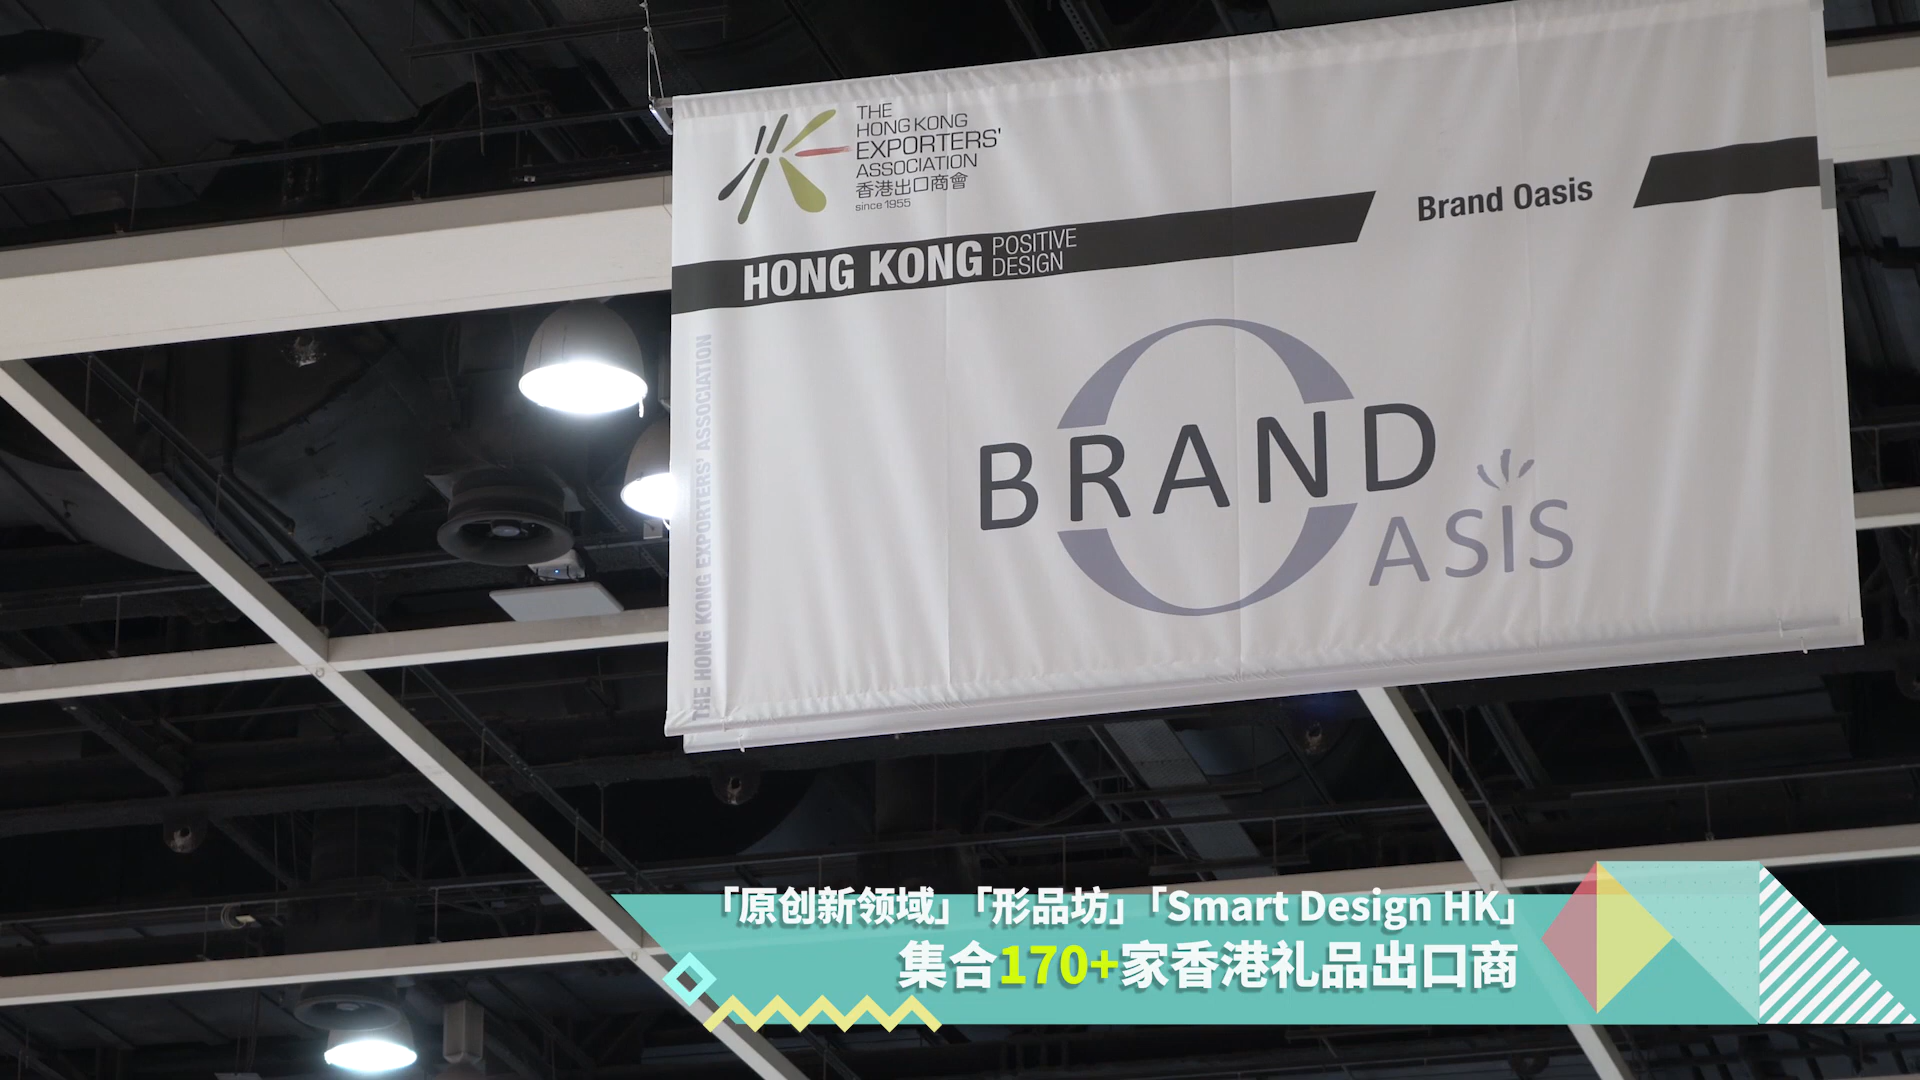 THE
HONG KONG
EXPORTERS'
ASSOCIATION
香港出口商會
since 1955
HONG KONG POSITIVE DESIGN
Brand Oasis
THE HONG KONG EXPORTERS' ASSOCIATION
BRAND
OASIS
「原创新领域」「形品坊」「Smart Design HK」
集合170+家香港礼品出口商